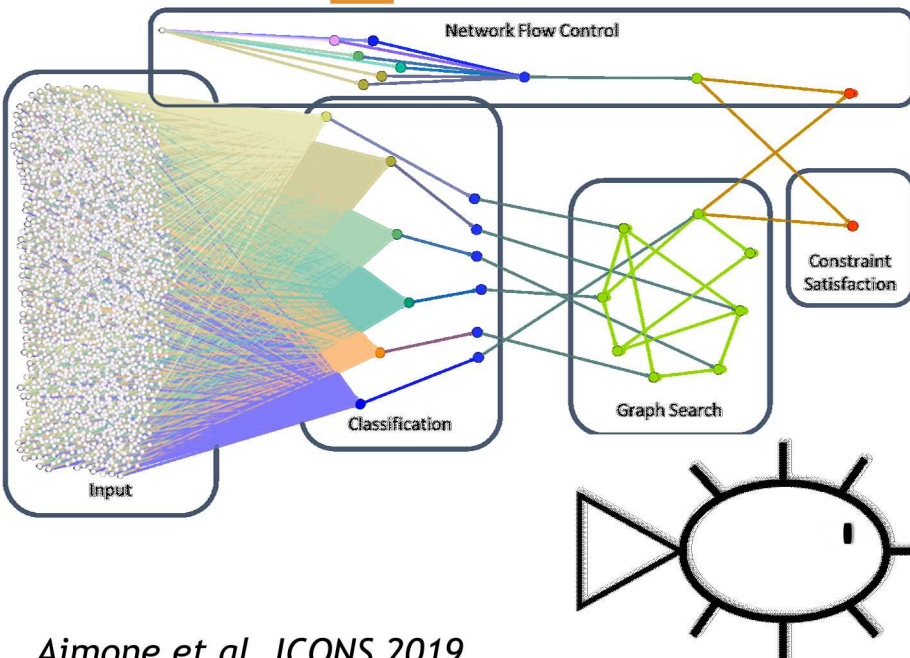 Network Flow Control
Constraint
Satisfaction
Graph Search
Classification
Input
Aimone et al. ICONS 2019